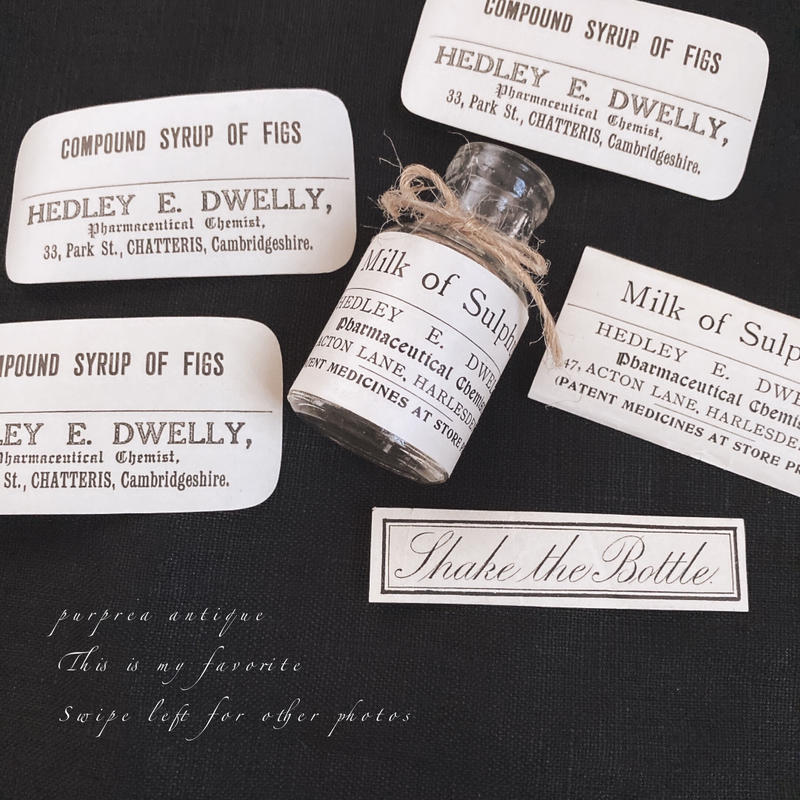 COMPOUND SYRUP OF FIGS
HEDLEY E. DWELLY,
Pharmaceutical Chemist,
33, Park St., CHATTERIS, Cambridgeshire.
COMPOUND SYRUP OF FIGS
HEDLEY E. DWELLY,
Pharmaceutical Chemist,
33, Park St., CHATTERIS, Cambridgeshire.
MPOUND SYRUP OF FIGS
LEY E. DWELLY,
Pharmaceutical Chemist,
St., CHATTERIS, Cambridgeshire.
Milk of Sulph
HEDLEY E. DWE
Pharmaceutical Chemis
ACTON LANE, HARLESDE
ENT MEDICINES AT STORE
Milk of Sulp
HEDLEY E. DWE
Pharmaceutical Chemis
47, ACTON LANE, HARLESDE
(PATENT MEDICINES AT STORE PR
Shake the Bottle.
purprea antique
This is my favorite
Swipe left for other photos